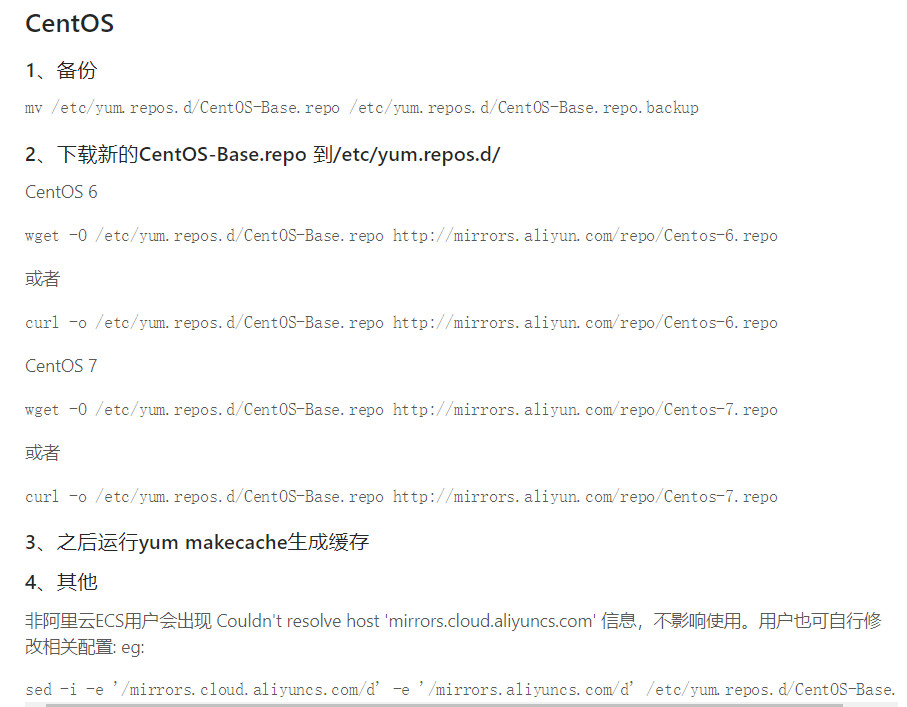 CentOS
1、备份
mv /etc/yum.repos.d/CentOS-Base.repo /etc/yum.repos.d/CentOS-Base.repo.backup
2、下载新的CentOS-Base.repo 到/etc/yum.repos.d/
CentOS 6
wget -O /etc/yum.repos.d/CentOS-Base.repo http://mirrors.aliyun.com/repo/Centos-6.repo
或者
curl -o /etc/yum.repos.d/CentOS-Base.repo http://mirrors.aliyun.com/repo/Centos-6.repo
CentOS 7
wget -O /etc/yum.repos.d/CentOS-Base.repo http://mirrors.aliyun.com/repo/Centos-7.repo
或者
curl -o /etc/yum.repos.d/CentOS-Base.repo http://mirrors.aliyun.com/repo/Centos-7.repo
3、之后运行yum makecache生成缓存
4、其他
非阿里云ECS用户会出现 Couldn't resolve host 'mirrors.cloud.aliyuncs.com' 信息，不影响使用。用户也可自行修
改相关配置: eg:
sed -i -e '/mirrors.cloud.aliyuncs.com/d' -e '/mirrors.aliyuncs.com/d' /etc/yum.repos.d/CentOS-Base.